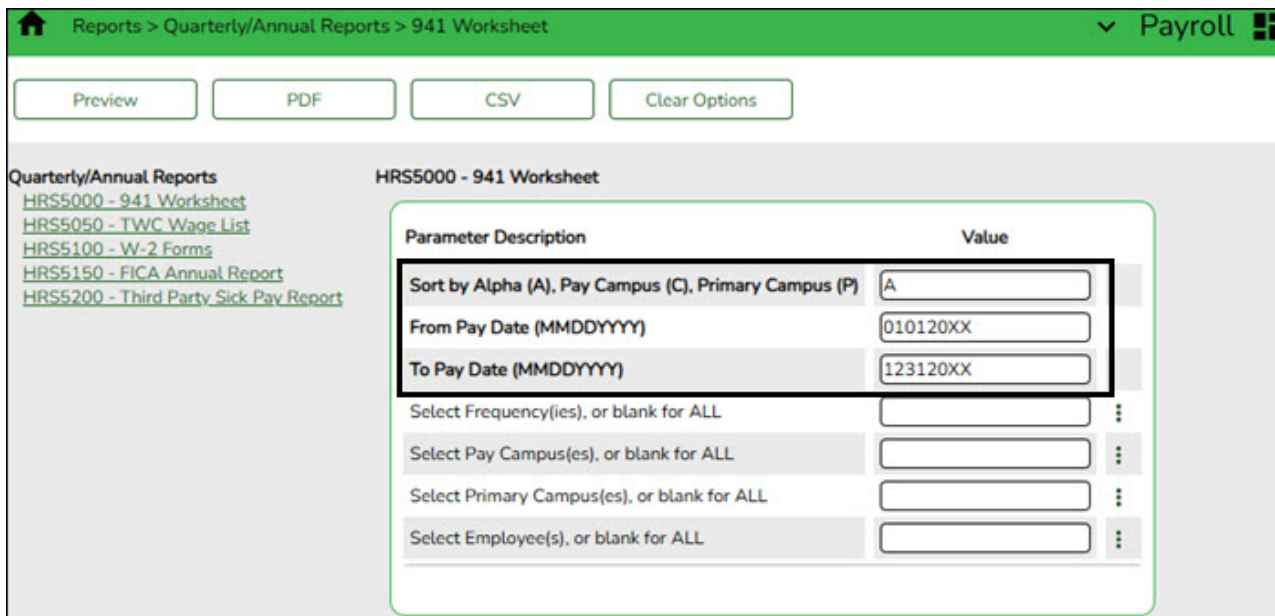 Reports > Quarterly/Annual Reports > 941 Worksheet
Payroll
Preview PDF CSV Clear Options
Quarterly/Annual Reports
HRS5000 - 941 Worksheet
HRS5050 - TWC Wage List
HRS5100 - W-2 Forms
HRS5150 - FICA Annual Report
HRS5200 - Third Party Sick Pay Report
HRS5000 - 941 Worksheet
Parameter Description Value
Sort by Alpha (A), Pay Campus (C), Primary Campus (P) A
From Pay Date (MMDDYYYY) 010120XX
To Pay Date (MMDDYYYY) 123120XX
Select Frequency(ies), or blank for ALL
Select Pay Campus(es), or blank for ALL
Select Primary Campus(es), or blank for ALL
Select Employee(s), or blank for ALL